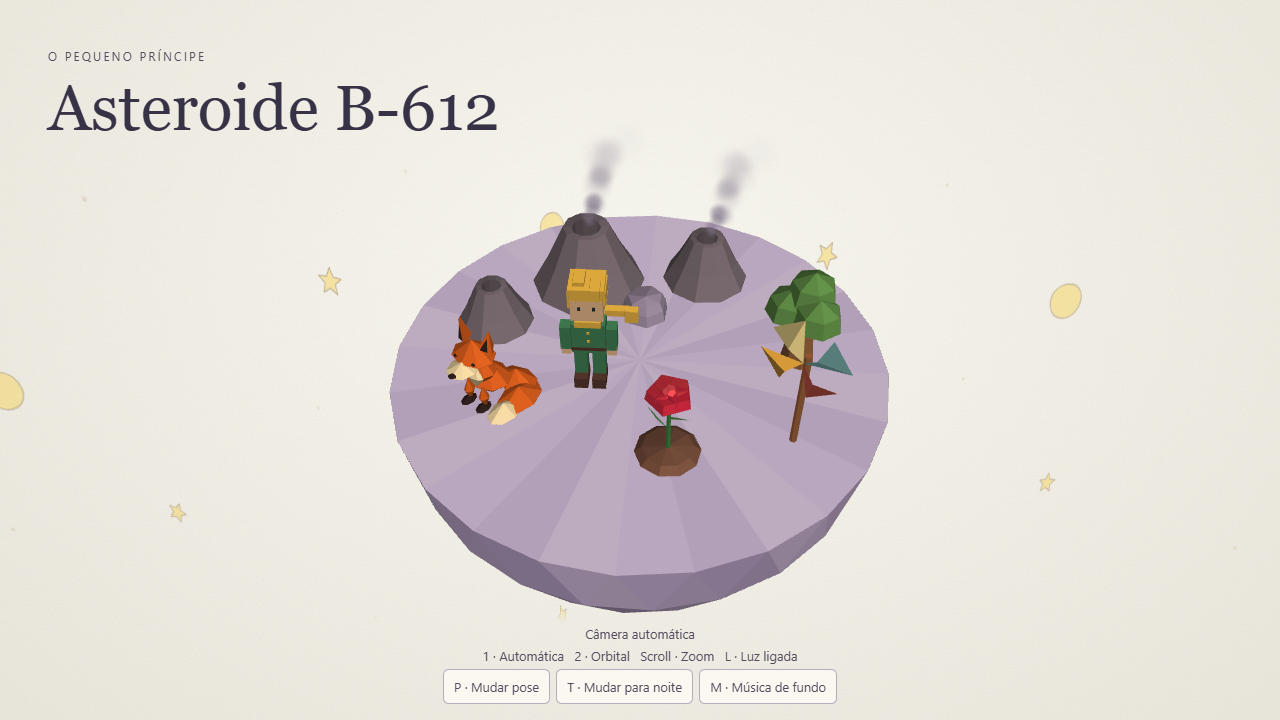 O PEQUENO PRÍNCIPE
Asteroide B-612
Câmera automática
1 · Automática 2 · Orbital Scroll · Zoom L · Luz ligada
P · Mudar pose T · Mudar para noite M · Música de fundo